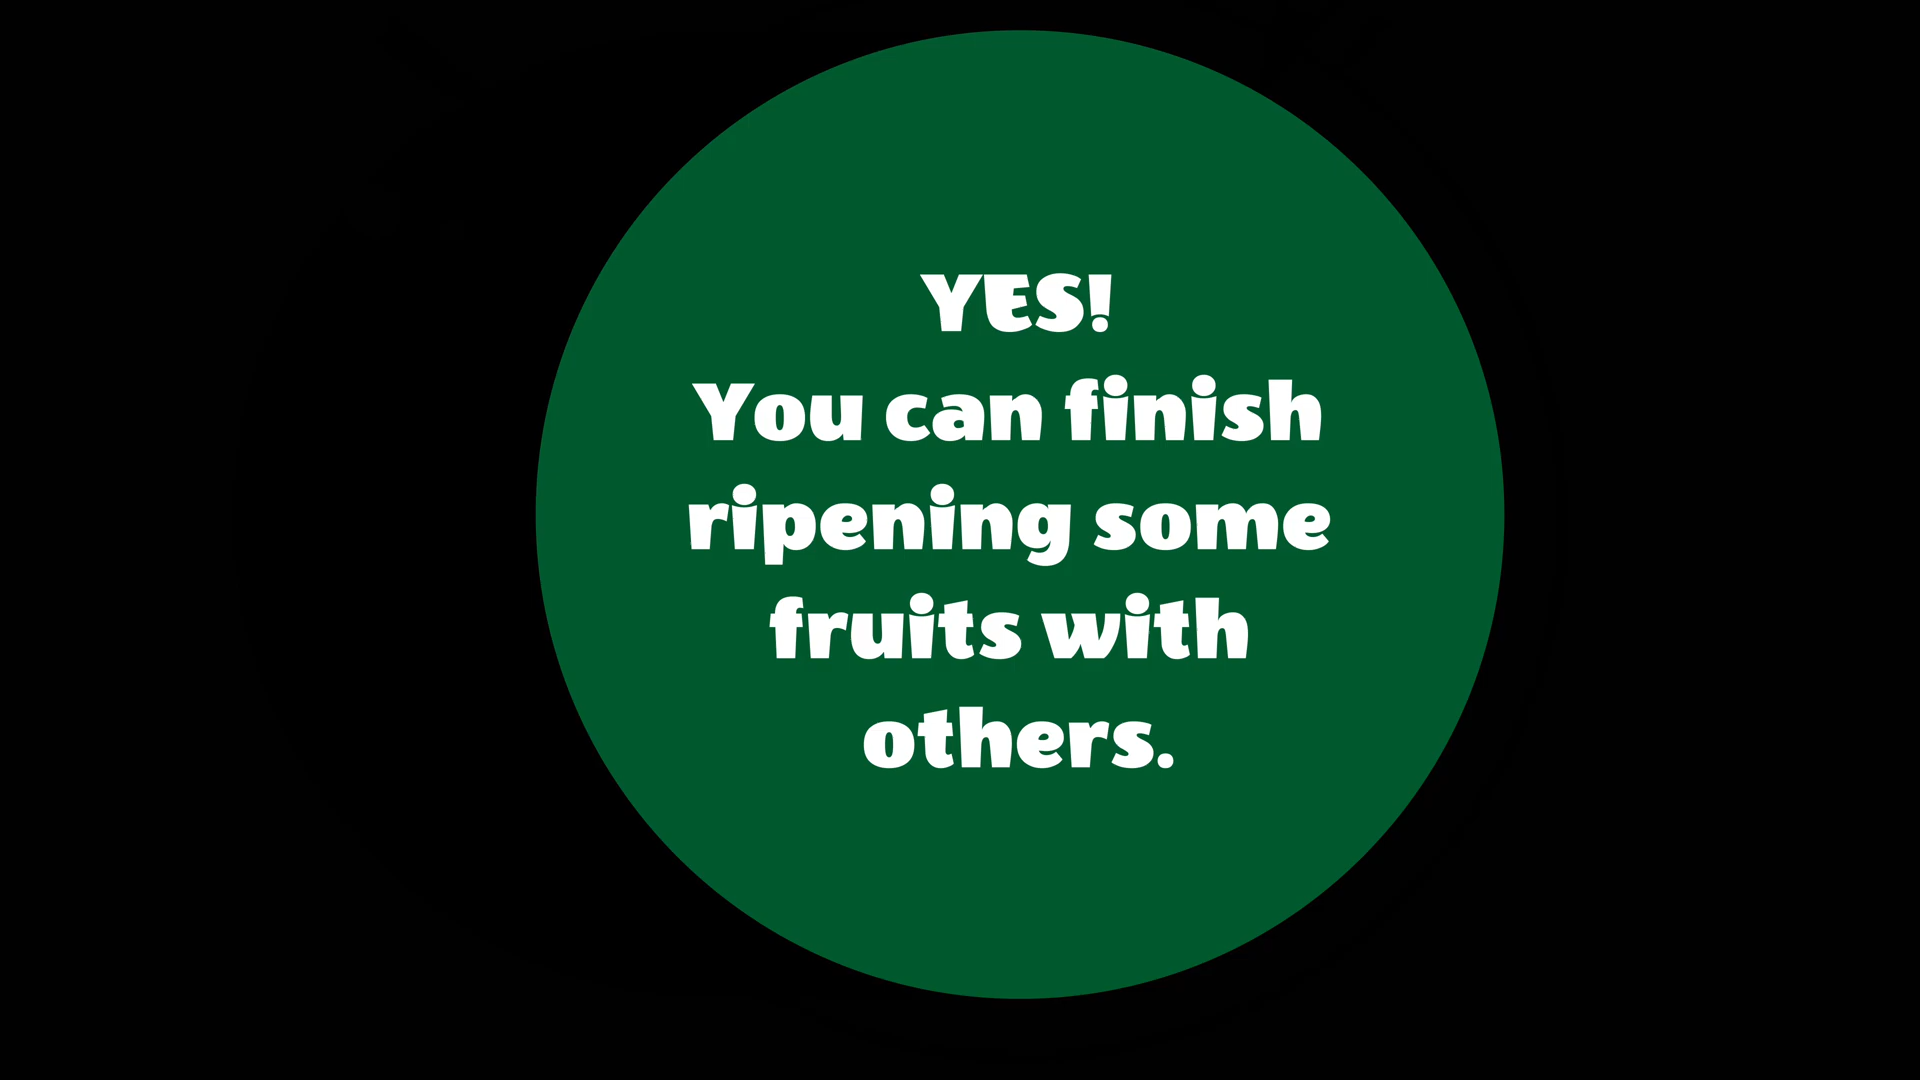 YES!
You can finish
ripening some
fruits with
others.